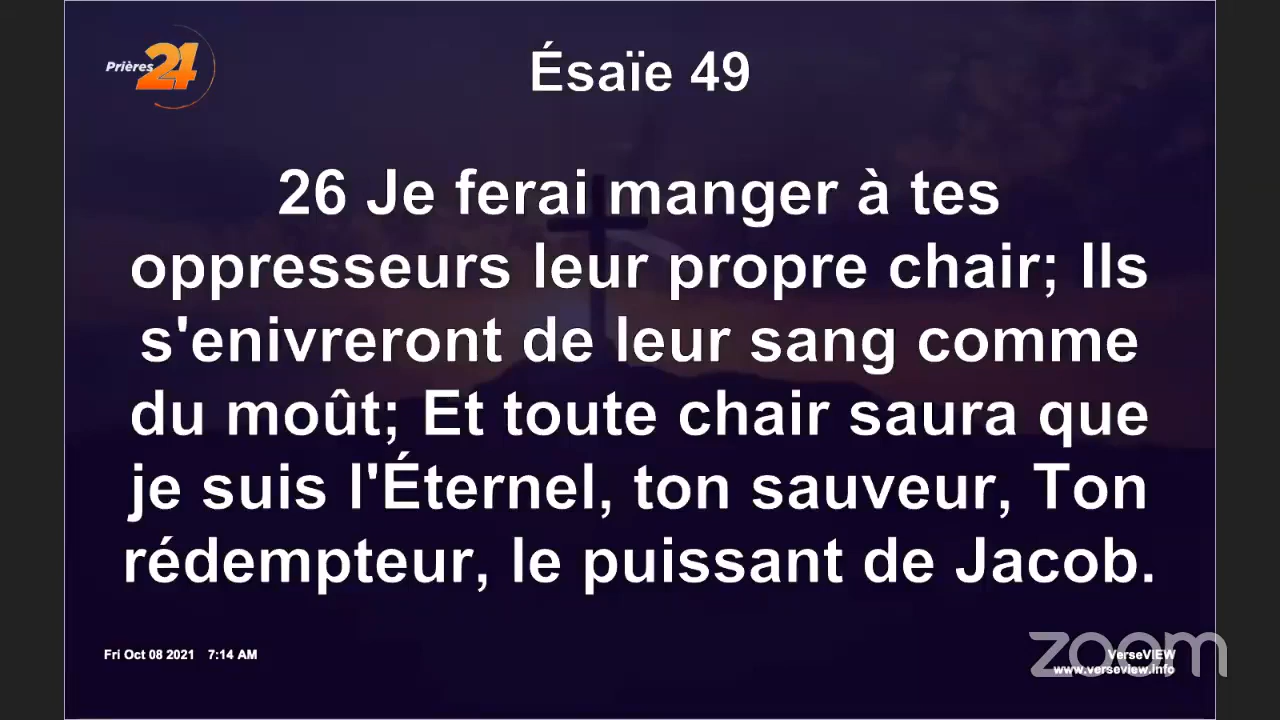 Prières 21
Ésaïe 49
26 Je ferai manger à tes
oppresseurs leur propre chair; Ils
s'enivreront de leur sang comme
du moût; Et toute chair saura que
je suis l'Éternel, ton sauveur, Ton
rédempteur, le puissant de Jacob.
Fri Oct 08 2021 7:14 AM
zoom
VerseVIEW
www.verseview.info